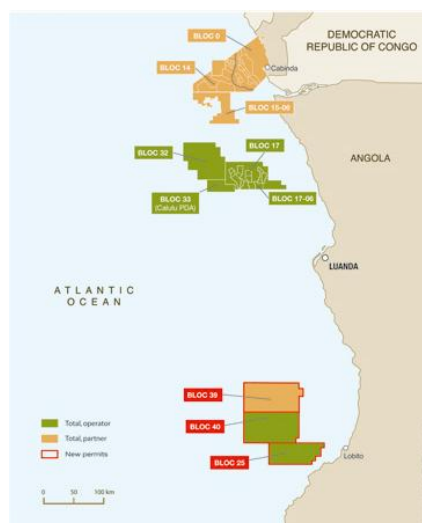 DEMOCRATIC
REPUBLIC OF CONGO
BLOC 0
Cabinda
BLOC 14
BLOC 15-06
BLOC 17
BLOC 32
ANGOLA
BLOC 33
(Calulu PDA)
BLOC 17-06
LUANDA
ATLANTIC
OCEAN
BLOC 39
Total, operator
BLOC 40
Total, partner
New permits
BLOC 25
Lobito
0 50 100 km